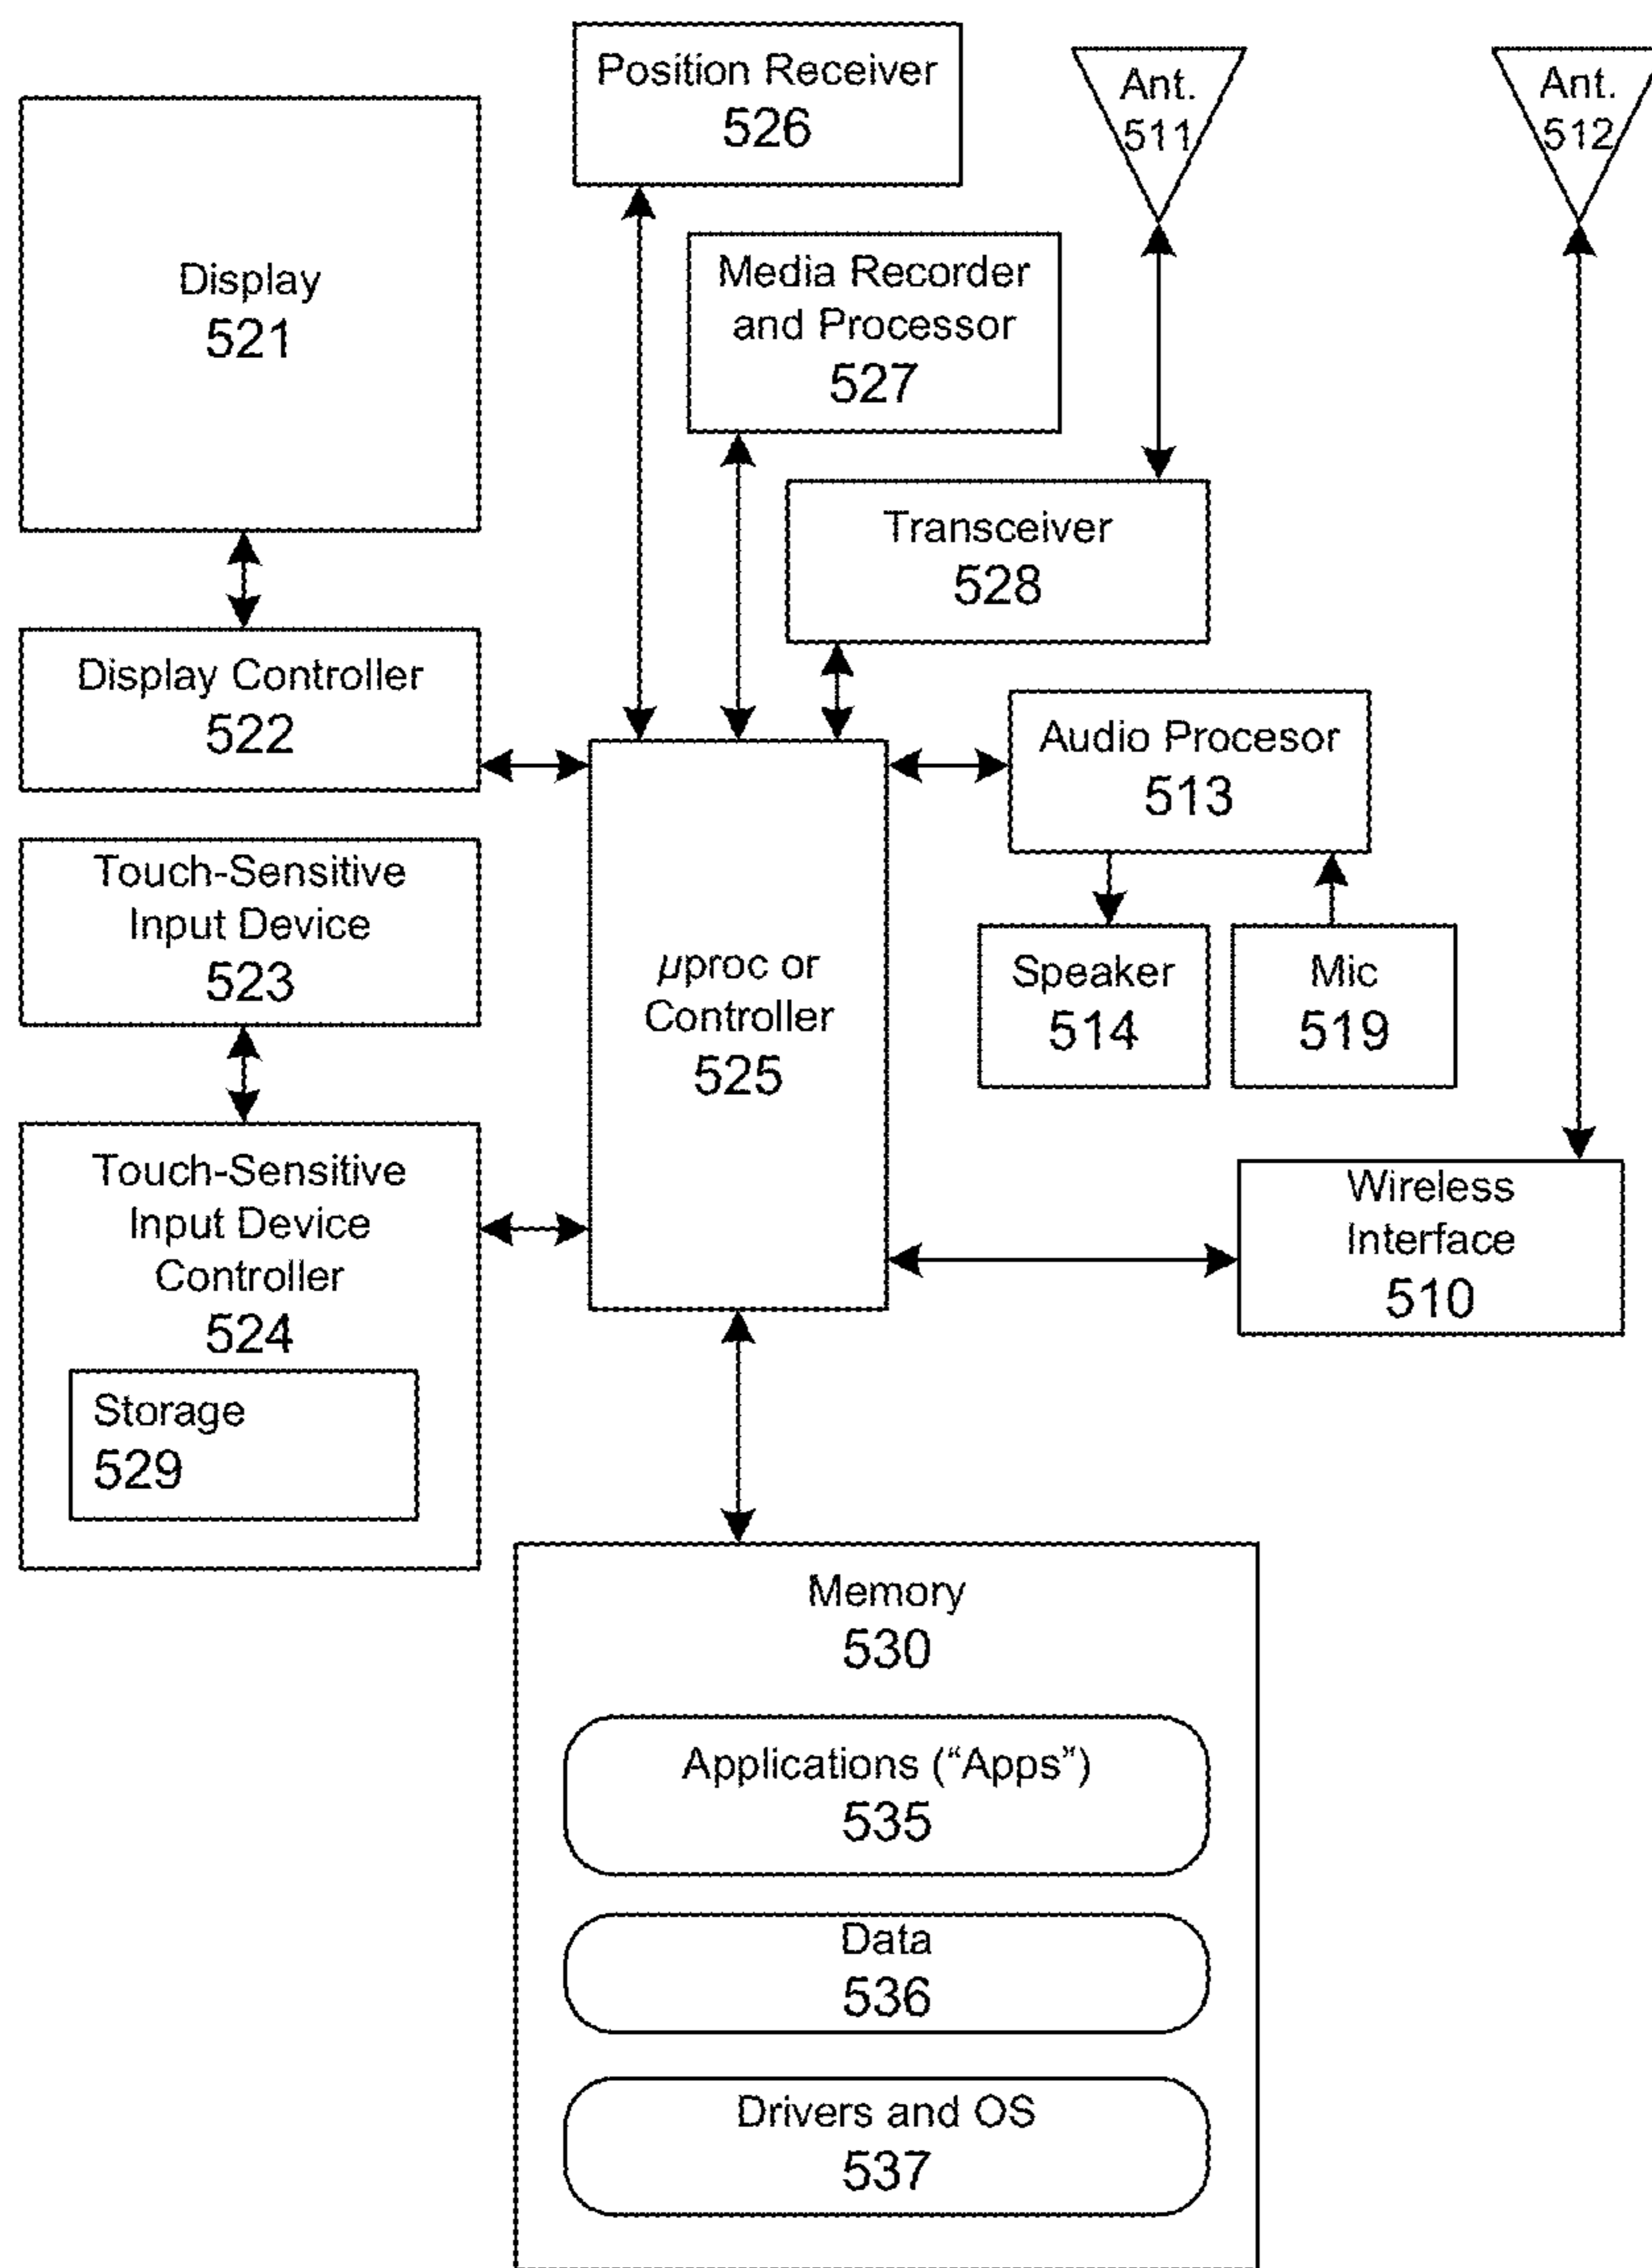 Position Receiver
526
Ant.
511
Ant.
512
Display
521
Media Recorder
and Processor
527
Transceiver
528
Display Controller
522
Audio Procesor
513
Touch-Sensitive
Input Device
523
µproc or
Controller
525
Speaker
514
Mic
519
Touch-Sensitive
Input Device
Controller
524
Storage
529
Wireless
Interface
510
Memory
530
Applications (“Apps”)
535
Data
536
Drivers and OS
537